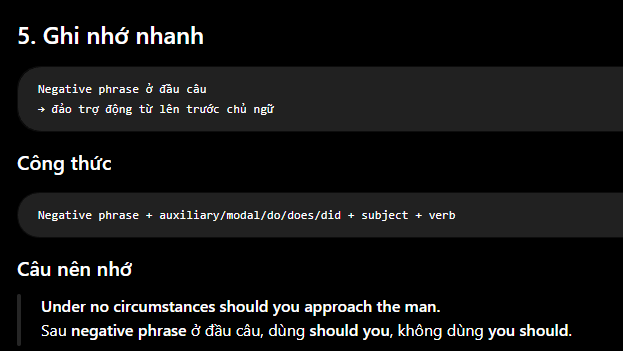 5. Ghi nhớ nhanh
Negative phrase ở đầu câu
→ đảo trợ động từ lên trước chủ ngữ
Công thức
Negative phrase + auxiliary/modal/do/does/did + subject + verb
Câu nên nhớ
Under no circumstances should you approach the man.
Sau negative phrase ở đầu câu, dùng should you, không dùng you should.